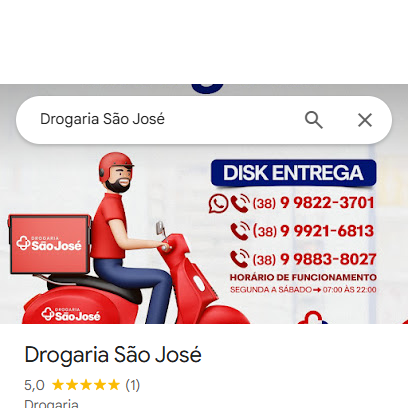 Drogaria São José
DISK ENTREGA
(38) 9 9822-3701
(38) 9 9921-6813
(38) 9 9883-8027
HORÁRIO DE FUNCIONAMENTO
SEGUNDA A SÁBADO ➡ 07:00 ÀS 22:00
DROGARIA
São José
DROGARIA
São José
Drogaria São José
5,0 ★★★★★ (1)
Drogaria